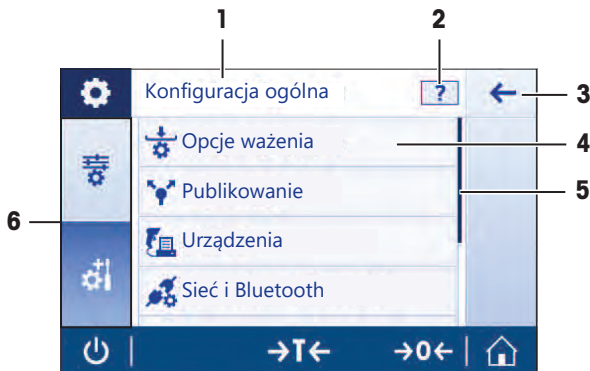 1
2
Konfiguracja ogólna
?
3
Opcje ważenia
4
Publikowanie
5
Urządzenia
6
Sieć i Bluetooth
→T←
→0←